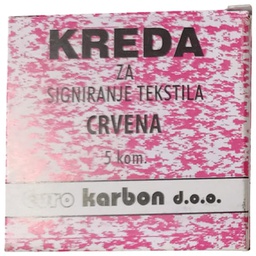 KREDA
ZA
SIGNIRANJE TEKSTILA
CRVENA
5 kom.
karbon d.o.o.